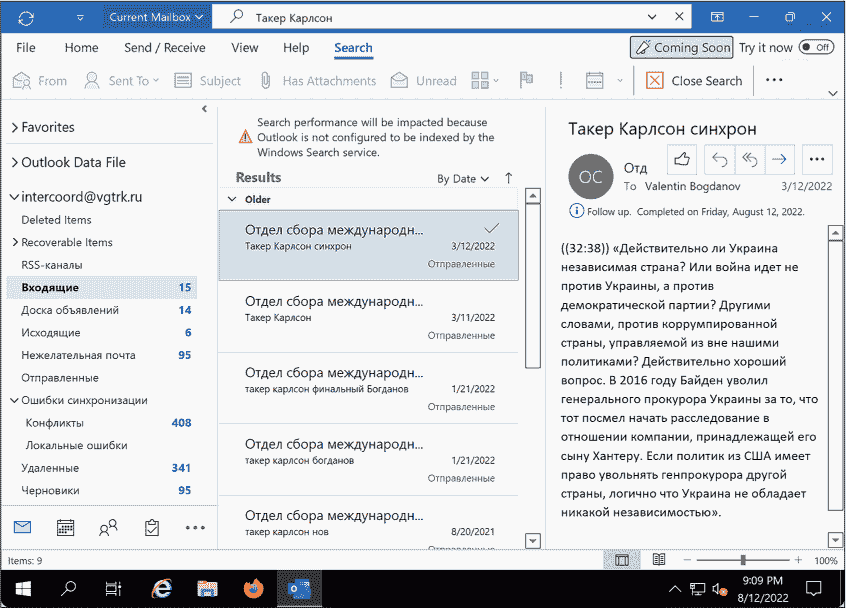 Current Mailbox
Такер Карлсон
File Home Send / Receive View Help Search
Coming Soon Try it now Off
From Sent To Subject Has Attachments Unread Close Search
Favorites
Outlook Data File
intercoord@vgtrk.ru
Deleted Items
Recoverable Items
RSS-каналы
Входящие 15
Доска объявлений 14
Исходящие 6
Нежелательная почта 95
Отправленные
Ошибки синхронизации
Конфликты 408
Локальные ошибки
Удаленные 341
Черновики 95
Search performance will be impacted because
Outlook is not configured to be indexed by the
Windows Search service.
Results By Date
Older
Отдел сбора международн...
Такер Карлсон синхрон 3/12/2022
Отправленные
Отдел сбора международн...
Такер Карлсон 3/11/2022
Отправленные
Отдел сбора международн...
такер карлсон финальный Богданов 1/21/2022
Отправленные
Отдел сбора международн...
такер карлсон богданов 1/21/2022
Отправленные
Отдел сбора международн...
такер карлсон нов 8/20/2021
Отправленные
Такер Карлсон синхрон
ОС
Отд
To Valentin Bogdanov 3/12/2022
Follow up. Completed on Friday, August 12, 2022.
((32:38)) «Действительно ли Украина
независимая страна? Или война идет не
против Украины, а против
демократической партии? Другими
словами, против коррумпированной
страны, управляемой из вне нашими
политиками? Действительно хороший
вопрос. В 2016 году Байден уволил
генерального прокурора Украины за то, что
тот посмел начать расследование в
отношении компании, принадлежащей его
сыну Хантеру. Если политик из США имеет
право увольнять генпрокурора другой
страны, логично что Украина не обладает
никакой независимостью».
Items: 9
100%
9:09 PM
8/12/2022